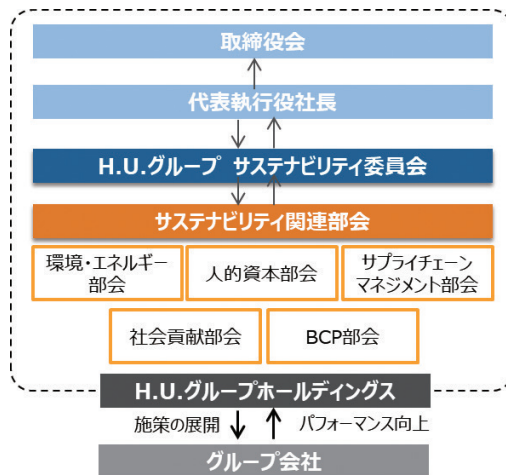 取締役会
代表執行役社長
H.U.グループ サステナビリティ委員会
サステナビリティ関連部会
環境・エネルギー
部会
人的資本部会
サプライチェーン
マネジメント部会
社会貢献部会
BCP部会
H.U.グループホールディングス
施策の展開
パフォーマンス向上
グループ会社